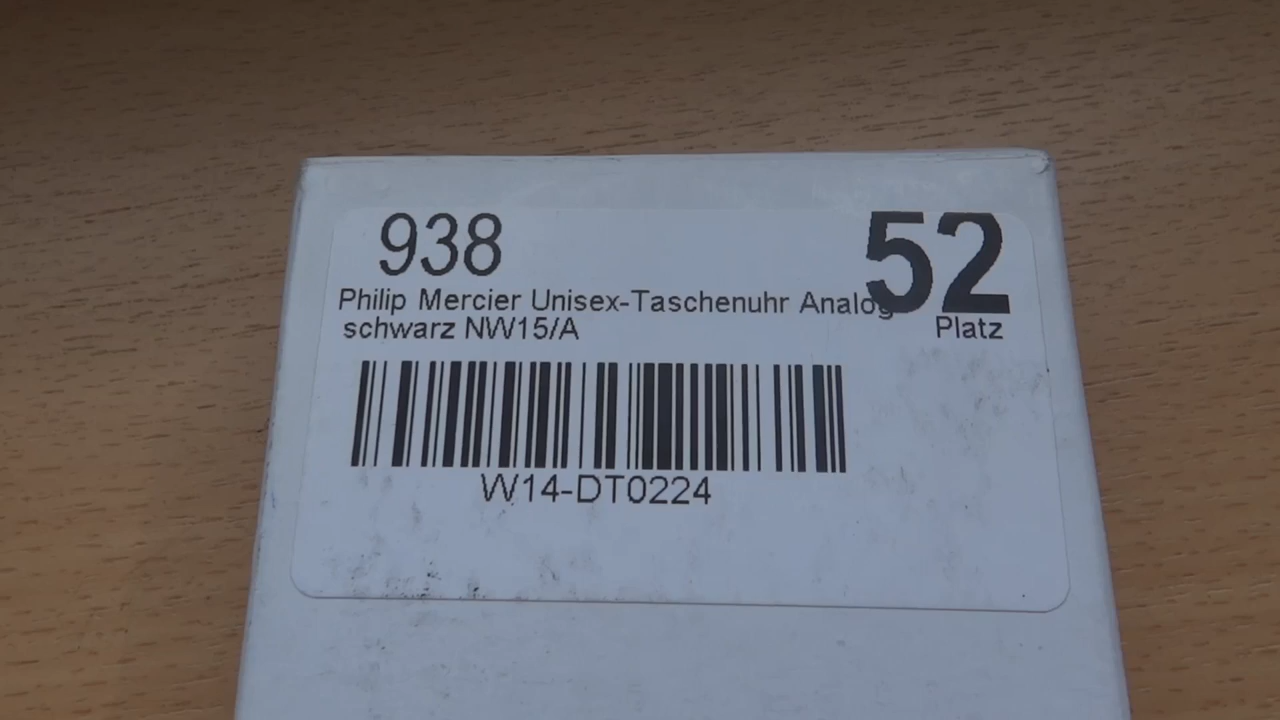 938
52
Philip Mercier Unisex-Taschenuhr Analog
schwarz NW15/A
Platz
W14-DT0224